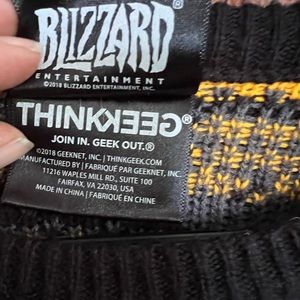 BLIZZARD
ENTERTAINMENT
©2018 BLIZZARD ENTERTAINMENT, INC.
THINKGEEK
JOIN IN. GEEK OUT.®
©2018 GEEKNET, INC. | THINKGEEK.COM
MANUFACTURED BY | FABRIQUÉ PAR GEEKNET, INC.
11216 WAPLES MILL RD., SUITE 100
FAIRFAX, VA 22030, USA
MADE IN CHINA | FABRIQUÉ EN CHINE